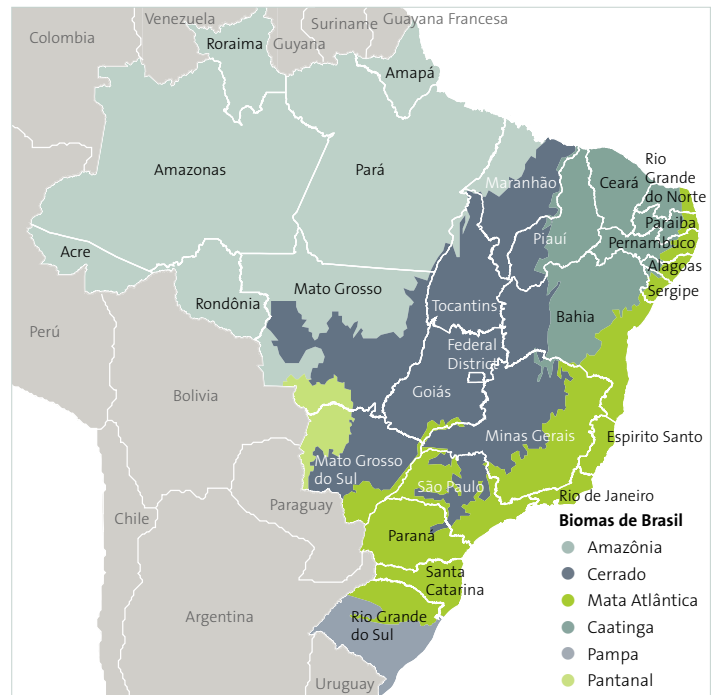 Venezuela
Guayana Francesa
Suriname
Colombia
Roraima
Guyana
Amapá
Rio
Grande
do Norte
Maranhão
Ceará
Amazonas
Pará
Paraiba
Piauí
Pernambuco
Acre
Alagoas
Mato Grosso
Sergipe
Rondônia
Tocantins
Bahia
Perú
Federal
District
Bolivia
Goiás
Minas Gerais
Espirito Santo
Mato Grosso
do Sul
São Paulo
Rio de Janeiro
Paraguay
Chile
Paraná
Santa
Catarina
Argentina
Rio Grande
do Sul
Uruguay
Biomas de Brasil
Amazônia
Cerrado
Mata Atlântica
Caatinga
Pampa
Pantanal